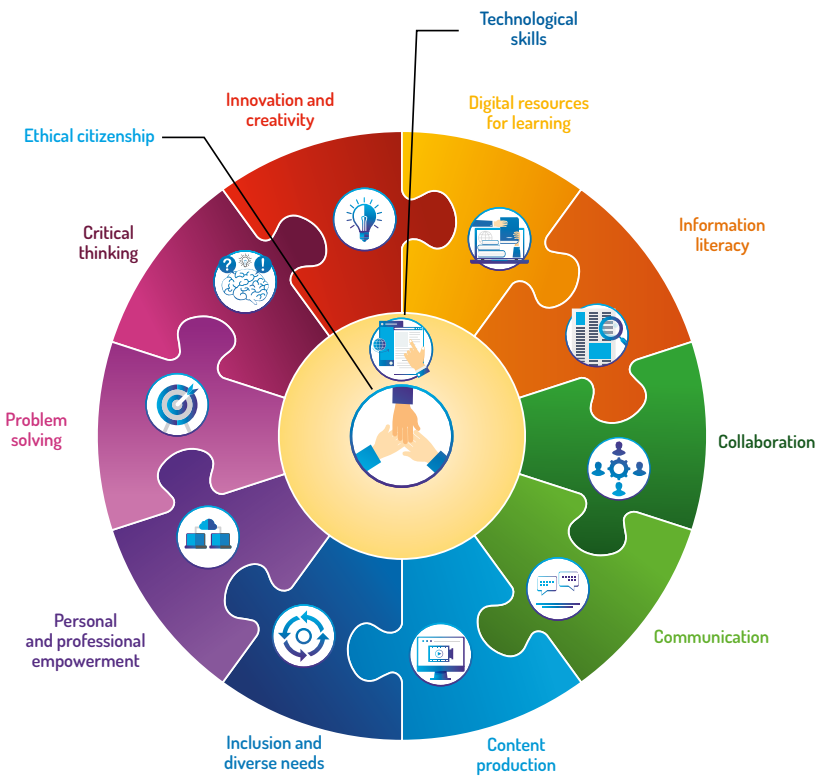 Technological
skills
Innovation and
creativity
Digital resources
for learning
Ethical citizenship
Critical
thinking
Information
literacy
Problem
solving
Collaboration
Personal
and professional
empowerment
Communication
Inclusion and
diverse needs
Content
production
?
!